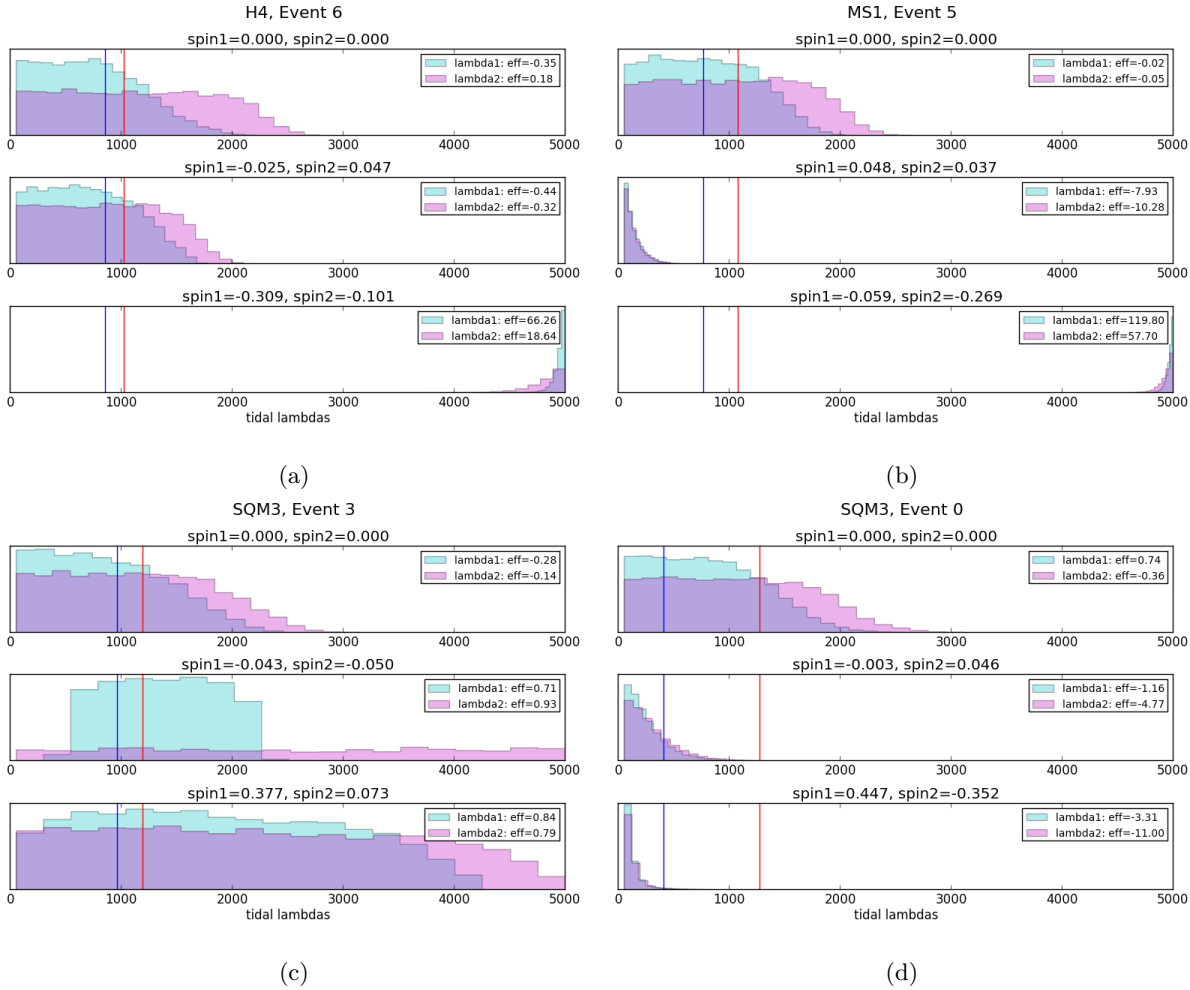 H4, Event 6
spin1=0.000, spin2=0.000
lambda1: eff=-0.35
lambda2: eff=0.18
0 1000 2000 3000 4000 5000
spin1=-0.025, spin2=0.047
lambda1: eff=-0.44
lambda2: eff=-0.32
0 1000 2000 3000 4000 5000
spin1=-0.309, spin2=-0.101
lambda1: eff=66.26
lambda2: eff=18.64
0 1000 2000 3000 4000 5000
tidal lambdas
(a)
MS1, Event 5
spin1=0.000, spin2=0.000
lambda1: eff=-0.02
lambda2: eff=-0.05
0 1000 2000 3000 4000 5000
spin1=0.048, spin2=0.037
lambda1: eff=-7.93
lambda2: eff=-10.28
0 1000 2000 3000 4000 5000
spin1=-0.059, spin2=-0.269
lambda1: eff=119.80
lambda2: eff=57.70
0 1000 2000 3000 4000 5000
tidal lambdas
(b)
SQM3, Event 3
spin1=0.000, spin2=0.000
lambda1: eff=-0.28
lambda2: eff=-0.14
0 1000 2000 3000 4000 5000
spin1=-0.043, spin2=-0.050
lambda1: eff=0.71
lambda2: eff=0.93
0 1000 2000 3000 4000 5000
spin1=0.377, spin2=0.073
lambda1: eff=0.84
lambda2: eff=0.79
0 1000 2000 3000 4000 5000
tidal lambdas
(c)
SQM3, Event 0
spin1=0.000, spin2=0.000
lambda1: eff=0.74
lambda2: eff=-0.36
0 1000 2000 3000 4000 5000
spin1=-0.003, spin2=0.046
lambda1: eff=-1.16
lambda2: eff=-4.77
0 1000 2000 3000 4000 5000
spin1=0.447, spin2=-0.352
lambda1: eff=-3.31
lambda2: eff=-11.00
0 1000 2000 3000 4000 5000
tidal lambdas
(d)